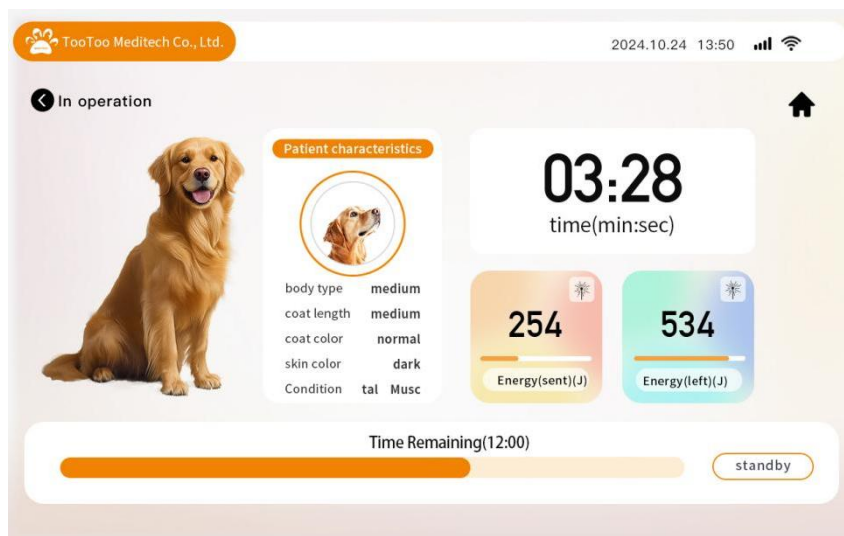 TooToo Meditech Co., Ltd.
2024.10.24 13:50
In operation
Patient characteristics
body type medium
coat length medium
coat color normal
skin color dark
Condition tal Musc
03:28
time(min:sec)
254
Energy(sent)(J)
534
Energy(left)(J)
Time Remaining(12:00)
standby